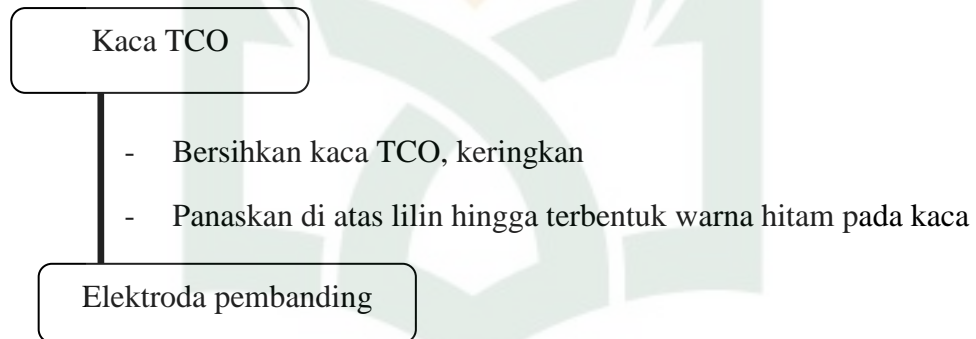 Kaca TCO
- Bersihkan kaca TCO, keringkan
- Panaskan di atas lilin hingga terbentuk warna hitam pada kaca
Elektroda pembanding